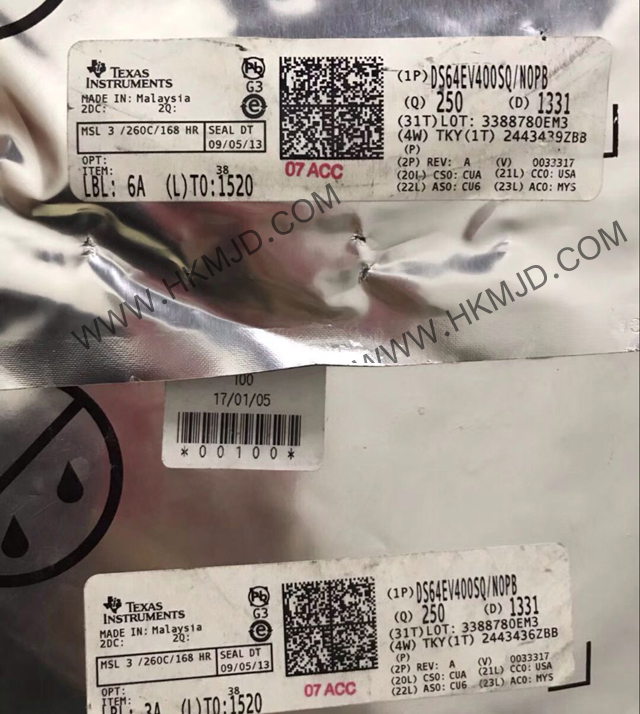 TEXAS
INSTRUMENTS
MADE IN: Malaysia
2DC: 2Q:
MSL 3 /260C/168 HR
SEAL DT
09/05/13
OPT:
ITEM:
38
LBL: 6A (L)TO:1520
Pb
G3
e
07 ACC
(1P) DS64EV400SQ/NOPB
(Q) 250 (D) 1331
(31T) LOT: 3388780EM3
(4W) TKY(1T) 2443439ZBB
(P)
(2P) REV: A (V) 0033317
(20L) CSO: CUA (21L) CCO: USA
(22L) ASO: CU6 (23L) ACO: MYS
WWW.HKMJD.COM
WWW.HKMJD.COM
100
17/01/05
*00100*
TEXAS
INSTRUMENTS
MADE IN: Malaysia
2DC: 2Q:
MSL 3 /260C/168 HR
SEAL DT
09/05/13
OPT:
ITEM:
38
LBL: 3A (L)TO:1520
Pb
G3
e
07 ACC
(1P) DS64EV400SQ/NOPB
(Q) 250 (D) 1331
(31T) LOT: 3388780EM3
(4W) TKY(1T) 2443436ZBB
(P)
(2P) REV: A (V) 0033317
(20L) CSO: CUA (21L) CCO: USA
(22L) ASO: CU6 (23L) ACO: MYS